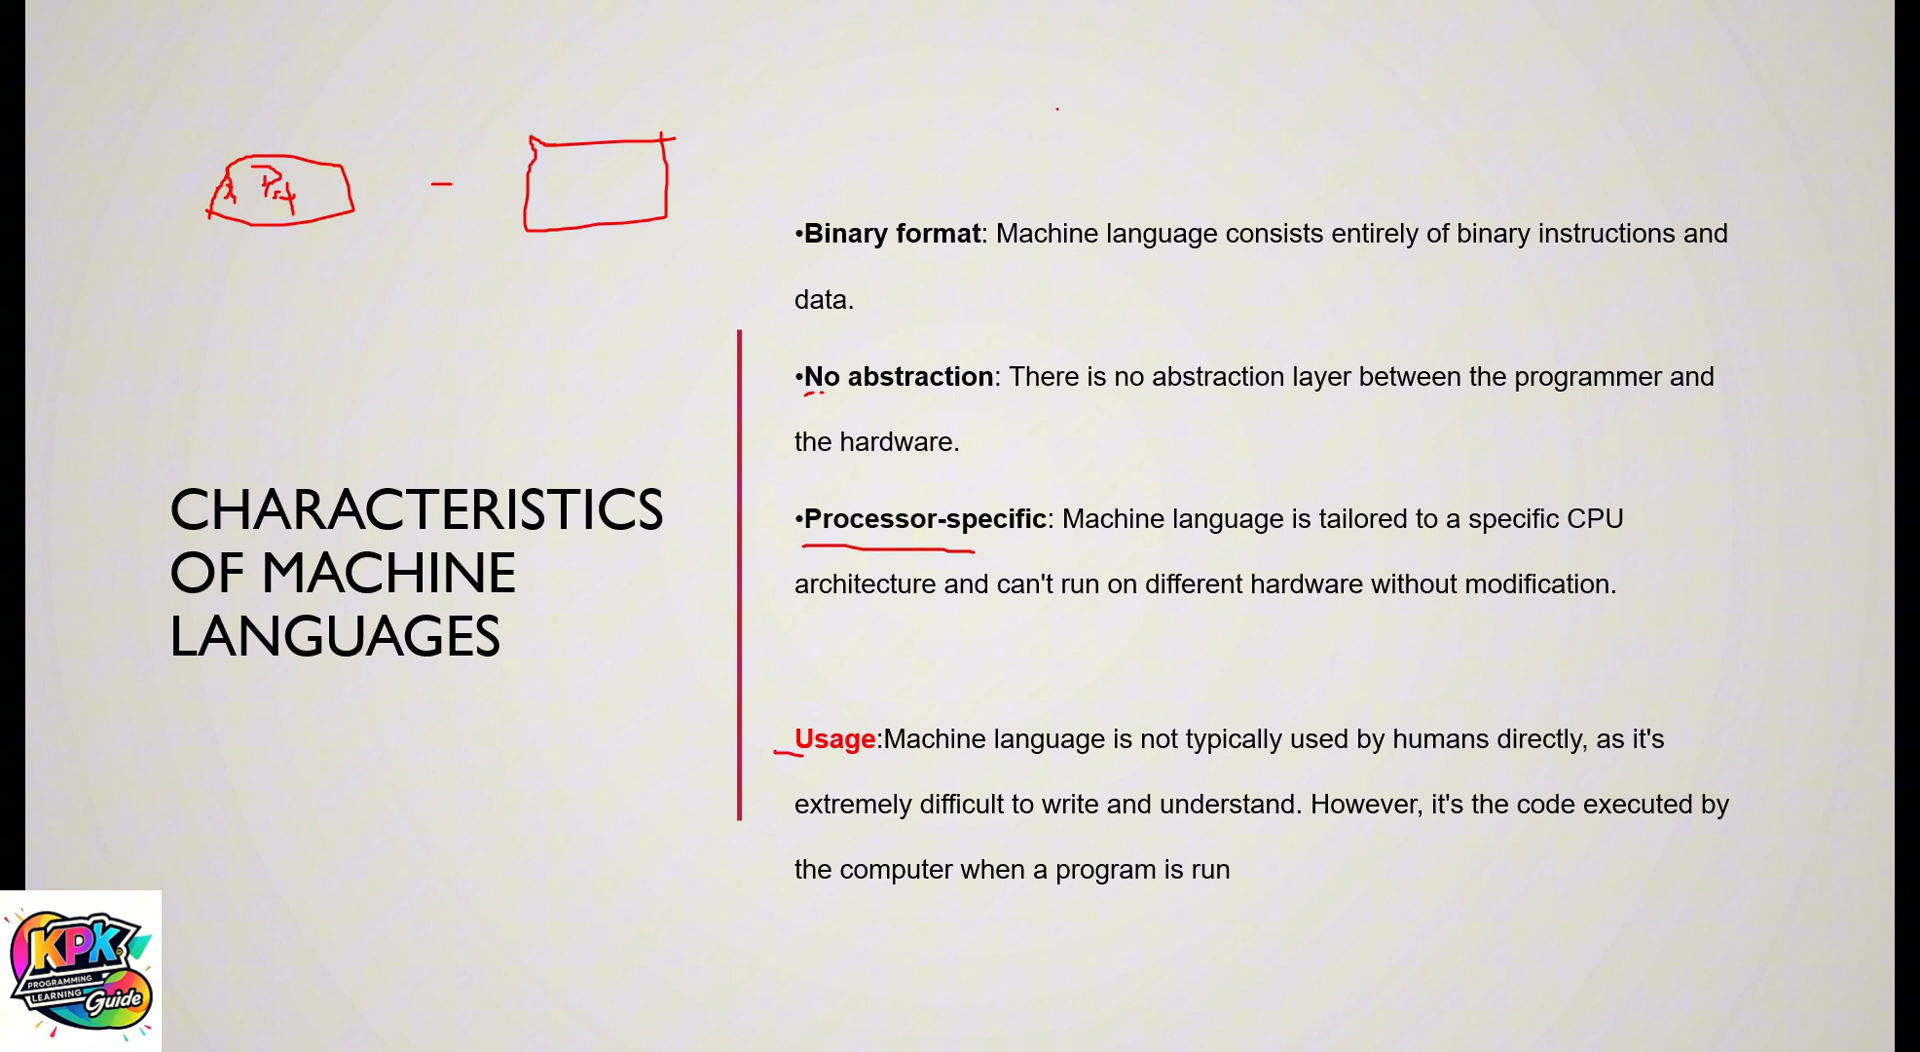 •Binary format: Machine language consists entirely of binary instructions and
data.
•No abstraction: There is no abstraction layer between the programmer and
the hardware.
•Processor-specific: Machine language is tailored to a specific CPU
architecture and can't run on different hardware without modification.
CHARACTERISTICS
OF MACHINE
LANGUAGES
Usage:Machine language is not typically used by humans directly, as it's
extremely difficult to write and understand. However, it's the code executed by
the computer when a program is run
KPK
PROGRAMMING
LEARNING
Guide